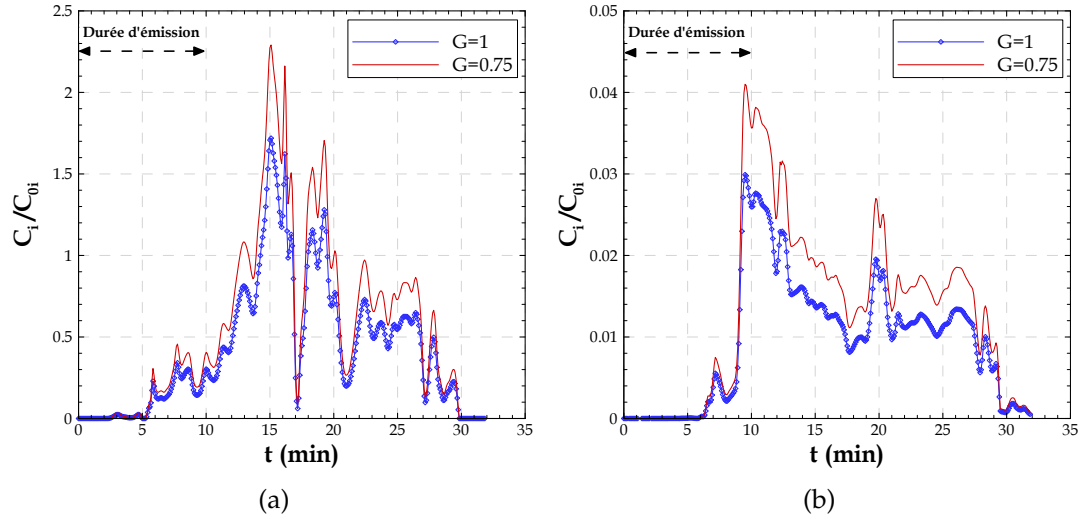 Durée d'émission
G=1
G=0.75
2.5
2
1.5
1
0.5
0
0 5 10 15 20 25 30 35
C_i/C_0i
t (min)
(a)
Durée d'émission
G=1
G=0.75
0.05
0.04
0.03
0.02
0.01
0
0 5 10 15 20 25 30 35
C_i/C_0i
t (min)
(b)